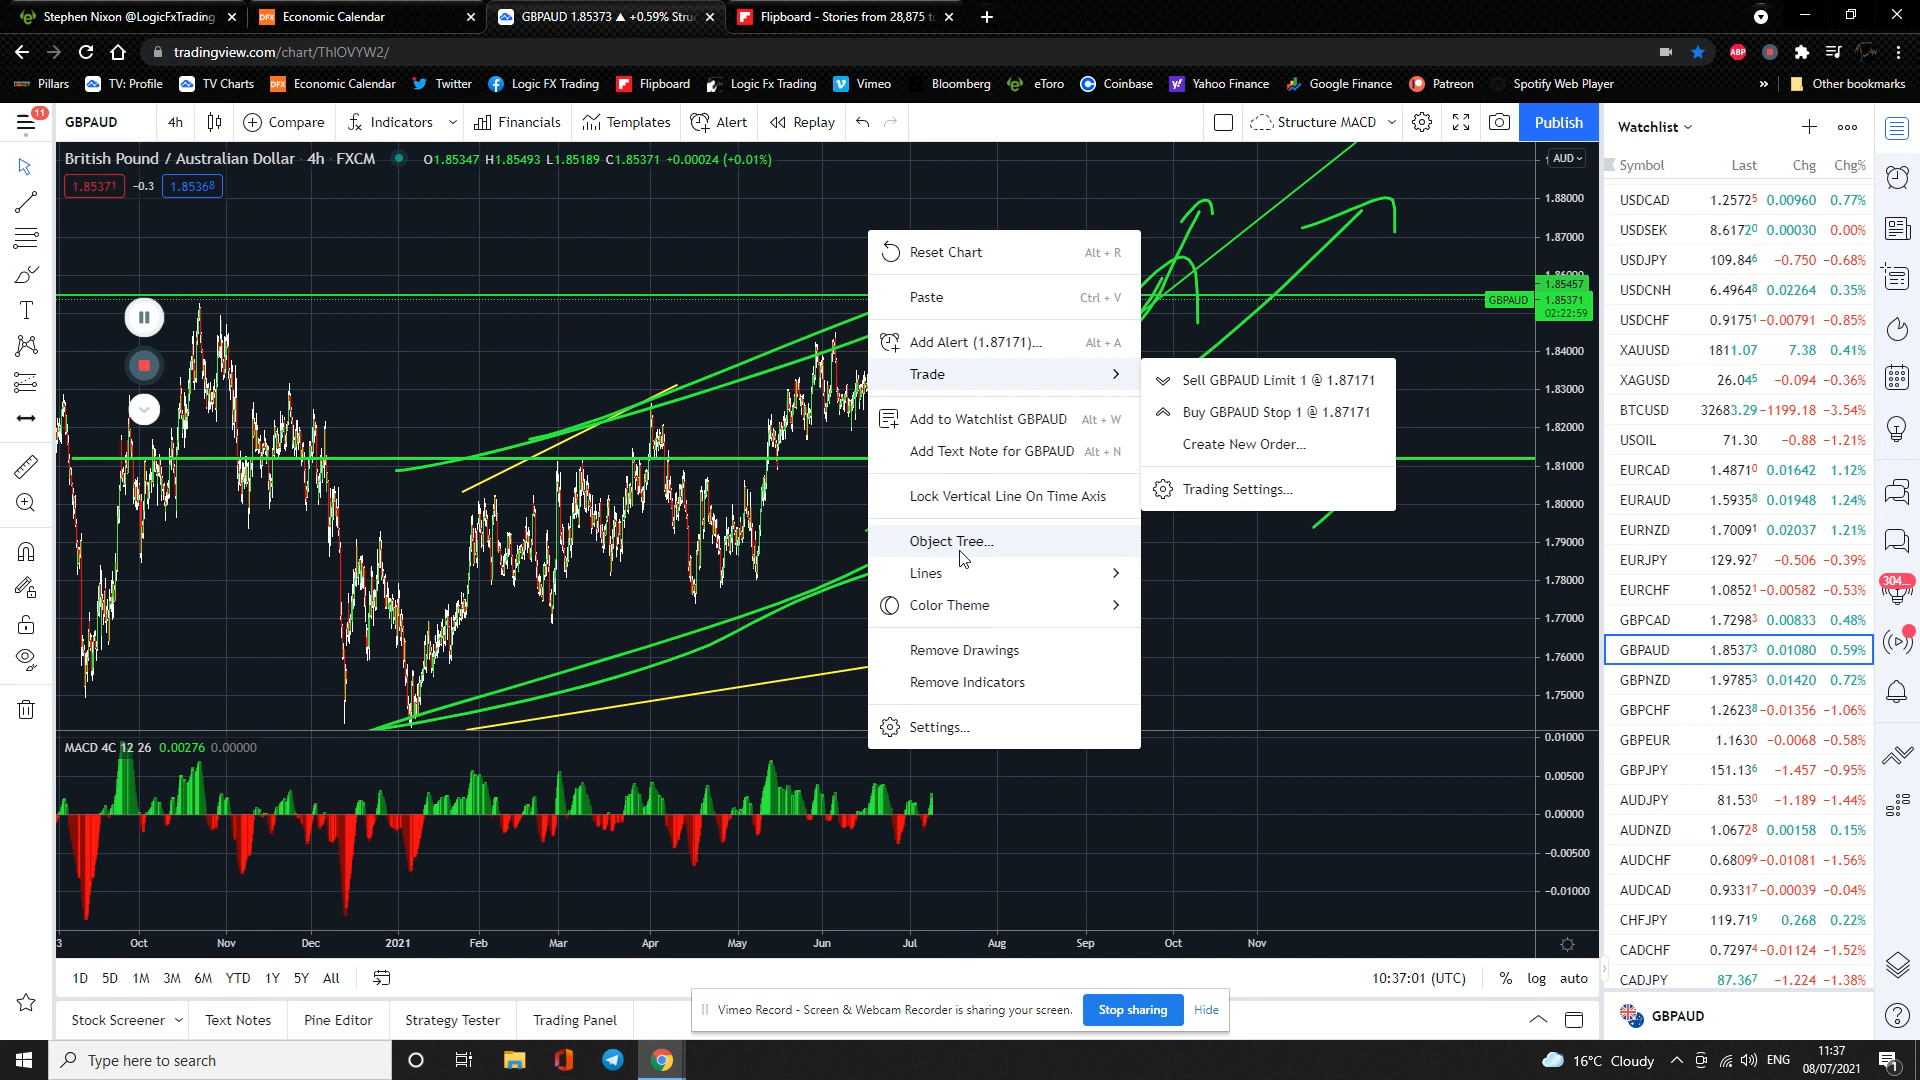 Stephen Nixon @LogicFxTrading
Economic Calendar
GBPAUD 1.85373 ▲ +0.59% Stru
Flipboard - Stories from 28,875 t
tradingview.com/chart/ThIOVYW2/
Pillars TV: Profile TV Charts Economic Calendar Twitter Logic FX Trading Flipboard Logic Fx Trading Vimeo Bloomberg eToro Coinbase Yahoo Finance Google Finance Patreon Spotify Web Player » Other bookmarks
11
GBPAUD 4h Compare Indicators Financials Templates Alert Replay Structure MACD Publish
British Pound / Australian Dollar 4h FXCM O1.85347 H1.85493 L1.85189 C1.85371 +0.00024 (+0.01%)
1.85371 -0.3 1.85368
AUD
1.88000
1.87000
1.86000
1.85457
GBPAUD 1.85371
02:22:59
1.84000
1.83000
1.82000
1.81000
1.80000
1.79000
1.78000
1.77000
1.76000
1.75000
Reset Chart Alt + R
Paste Ctrl + V
Add Alert (1.87171)... Alt + A
Trade
Add to Watchlist GBPAUD Alt + W
Add Text Note for GBPAUD Alt + N
Lock Vertical Line On Time Axis
Object Tree...
Lines
Color Theme
Remove Drawings
Remove Indicators
Settings...
Sell GBPAUD Limit 1 @ 1.87171
Buy GBPAUD Stop 1 @ 1.87171
Create New Order...
Trading Settings...
MACD 4C 12 26 0.00276 0.00000
0.01000
0.00500
0.00000
-0.00500
-0.01000
3 Oct Nov Dec 2021 Feb Mar Apr May Jun Jul Aug Sep Oct Nov
1D 5D 1M 3M 6M YTD 1Y 5Y All
10:37:01 (UTC) % log auto
Stock Screener Text Notes Pine Editor Strategy Tester Trading Panel
Vimeo Record - Screen & Webcam Recorder is sharing your screen. Stop sharing Hide
Watchlist
Symbol Last Chg Chg%
USDCAD 1.25725 0.00960 0.77%
USDSEK 8.61720 0.00030 0.00%
USDJPY 109.846 -0.750 -0.68%
USDCNH 6.49648 0.02264 0.35%
USDCHF 0.91751 -0.00791 -0.85%
XAUUSD 1811.07 7.38 0.41%
XAGUSD 26.045 -0.094 -0.36%
BTCUSD 32683.29 -1199.18 -3.54%
USOIL 71.30 -0.88 -1.21%
EURCAD 1.48710 0.01642 1.12%
EURAUD 1.59358 0.01948 1.24%
EURNZD 1.70091 0.02037 1.21%
EURJPY 129.927 -0.506 -0.39%
EURCHF 1.08521 -0.00582 -0.53%
GBPCAD 1.72983 0.00833 0.48%
GBPAUD 1.85373 0.01080 0.59%
GBPNZD 1.97853 0.01420 0.72%
GBPCHF 1.26238 -0.01356 -1.06%
GBPEUR 1.1630 -0.0068 -0.58%
GBPJPY 151.136 -1.457 -0.95%
AUDJPY 81.530 -1.189 -1.44%
AUDNZD 1.06728 0.00158 0.15%
AUDCHF 0.68099 -0.01081 -1.56%
AUDCAD 0.93317 -0.00039 -0.04%
CHFJPY 119.719 0.268 0.22%
CADCHF 0.72974 -0.01124 -1.52%
CADJPY 87.367 -1.224 -1.38%
GBPAUD
304...
Type here to search
16°C Cloudy ENG 11:37
08/07/2021
1